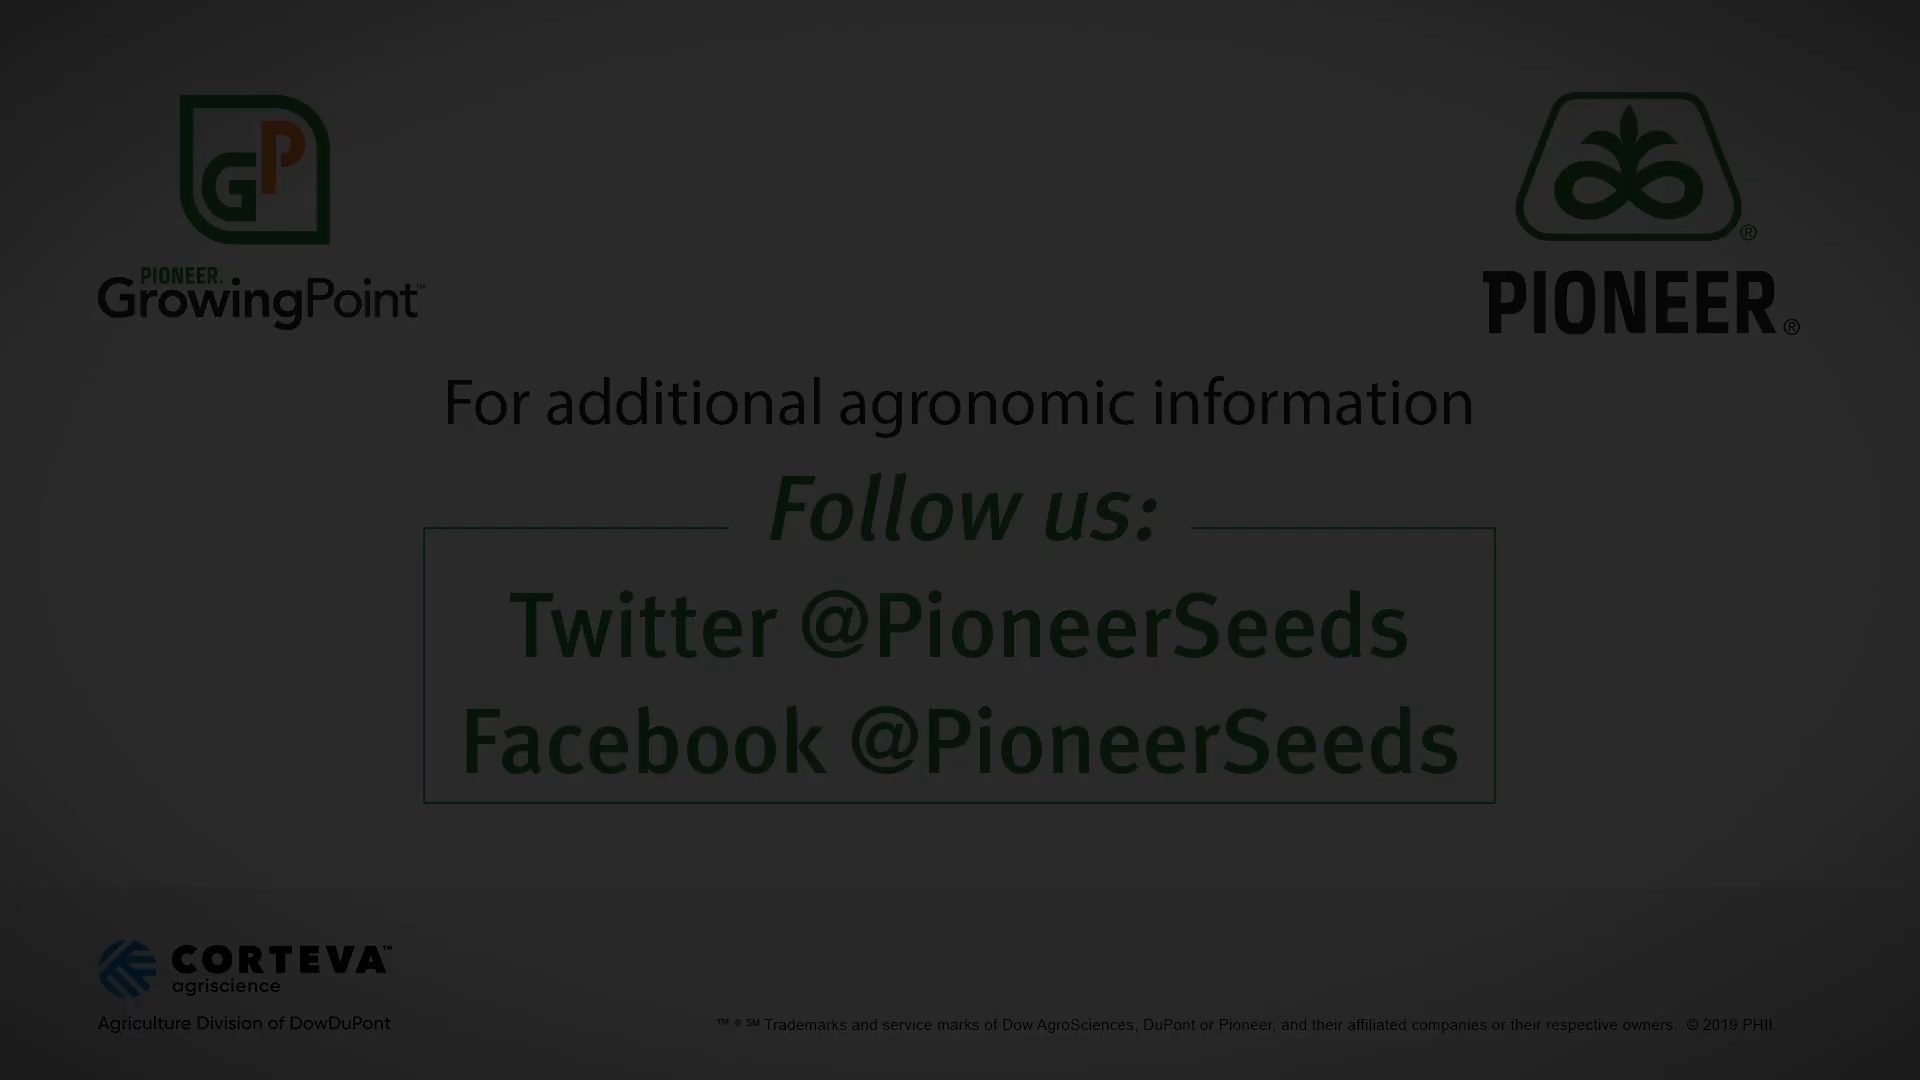 GP
PIONEER®
GrowingPoint™
®
PIONEER®
For additional agronomic information
Follow us:
Twitter @PioneerSeeds
Facebook @PioneerSeeds
CORTEVA™
agriscience
Agriculture Division of DowDuPont
™ ® SM Trademarks and service marks of Dow AgroSciences, DuPont or Pioneer, and their affiliated companies or their respective owners. © 2019 PHII.